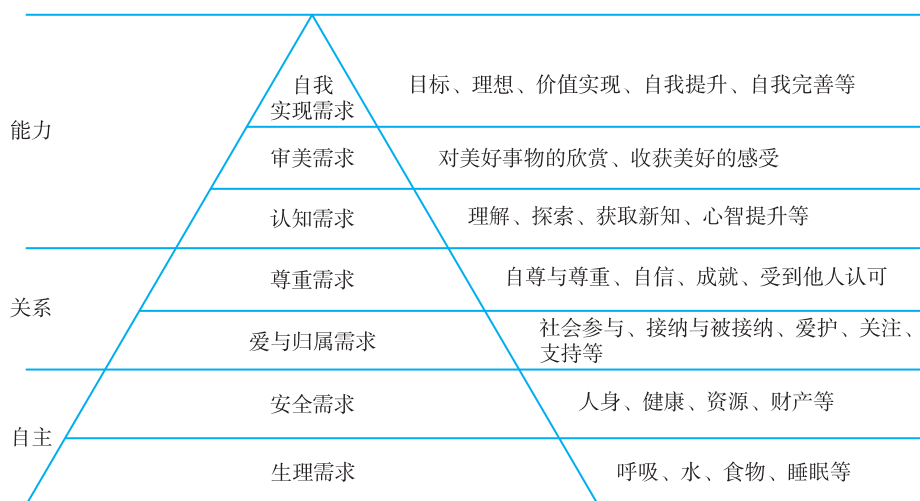 自我
实现需求
目标、理想、价值实现、自我提升、自我完善等
能力
审美需求
对美好事物的欣赏、收获美好的感受
认知需求
理解、探索、获取新知、心智提升等
尊重需求
自尊与尊重、自信、成就、受到他人认可
关系
爱与归属需求
社会参与、接纳与被接纳、爱护、关注、
支持等
安全需求
人身、健康、资源、财产等
自主
生理需求
呼吸、水、食物、睡眠等